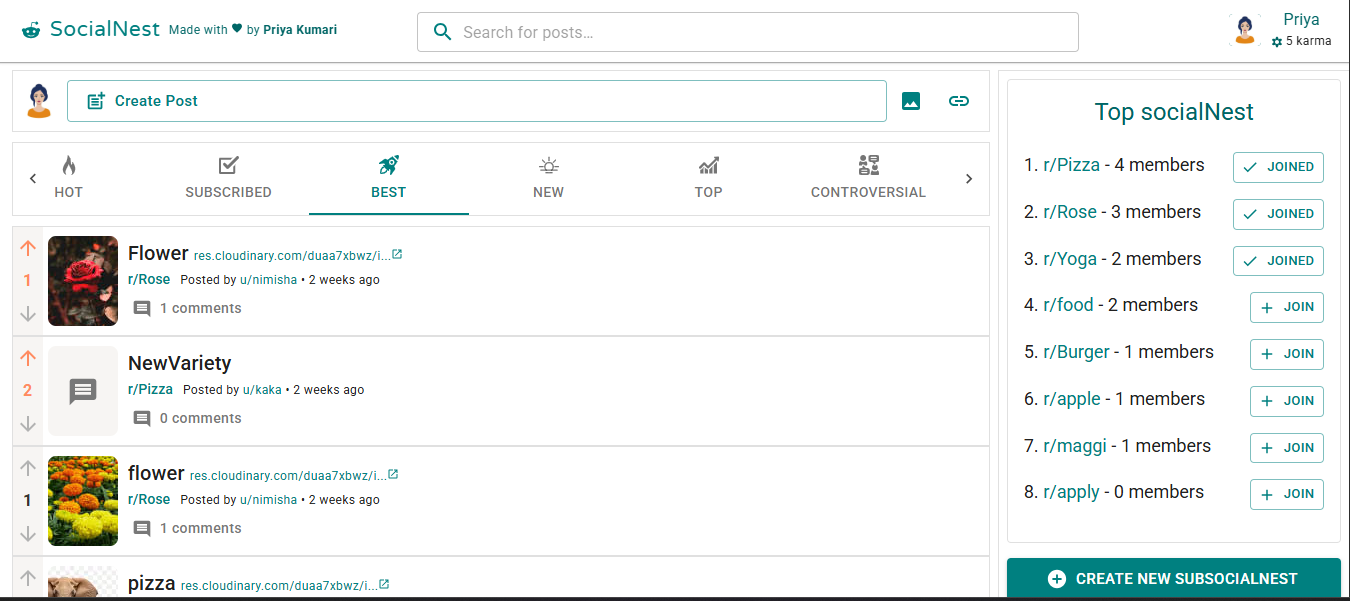 SocialNest Made with by Priya Kumari
Search for posts…
Priya
5 karma
Create Post
HOT
SUBSCRIBED
BEST
NEW
TOP
CONTROVERSIAL
1
Flower res.cloudinary.com/duaa7xbwz/i...
r/Rose Posted by u/nimisha • 2 weeks ago
1 comments
2
NewVariety
r/Pizza Posted by u/kaka • 2 weeks ago
0 comments
1
flower res.cloudinary.com/duaa7xbwz/i...
r/Rose Posted by u/nimisha • 2 weeks ago
1 comments
pizza res.cloudinary.com/duaa7xbwz/i...
Top socialNest
1. r/Pizza - 4 members JOINED
2. r/Rose - 3 members JOINED
3. r/Yoga - 2 members JOINED
4. r/food - 2 members + JOIN
5. r/Burger - 1 members + JOIN
6. r/apple - 1 members + JOIN
7. r/maggi - 1 members + JOIN
8. r/apply - 0 members + JOIN
CREATE NEW SUBSOCIALNEST